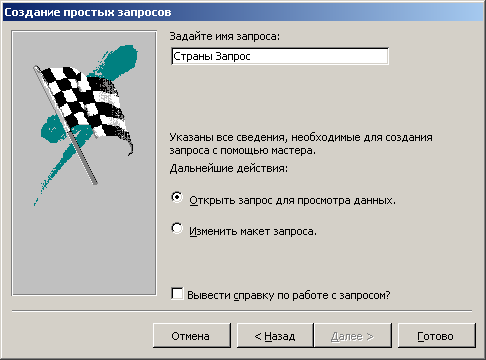 Создание простых запросов
Задайте имя запроса:
Страны Запрос
Указаны все сведения, необходимые для создания
запроса с помощью мастера.
Дальнейшие действия:
Открыть запрос для просмотра данных.
Изменить макет запроса.
Вывести справку по работе с запросом?
Отмена
< Назад
Далее >
Готово